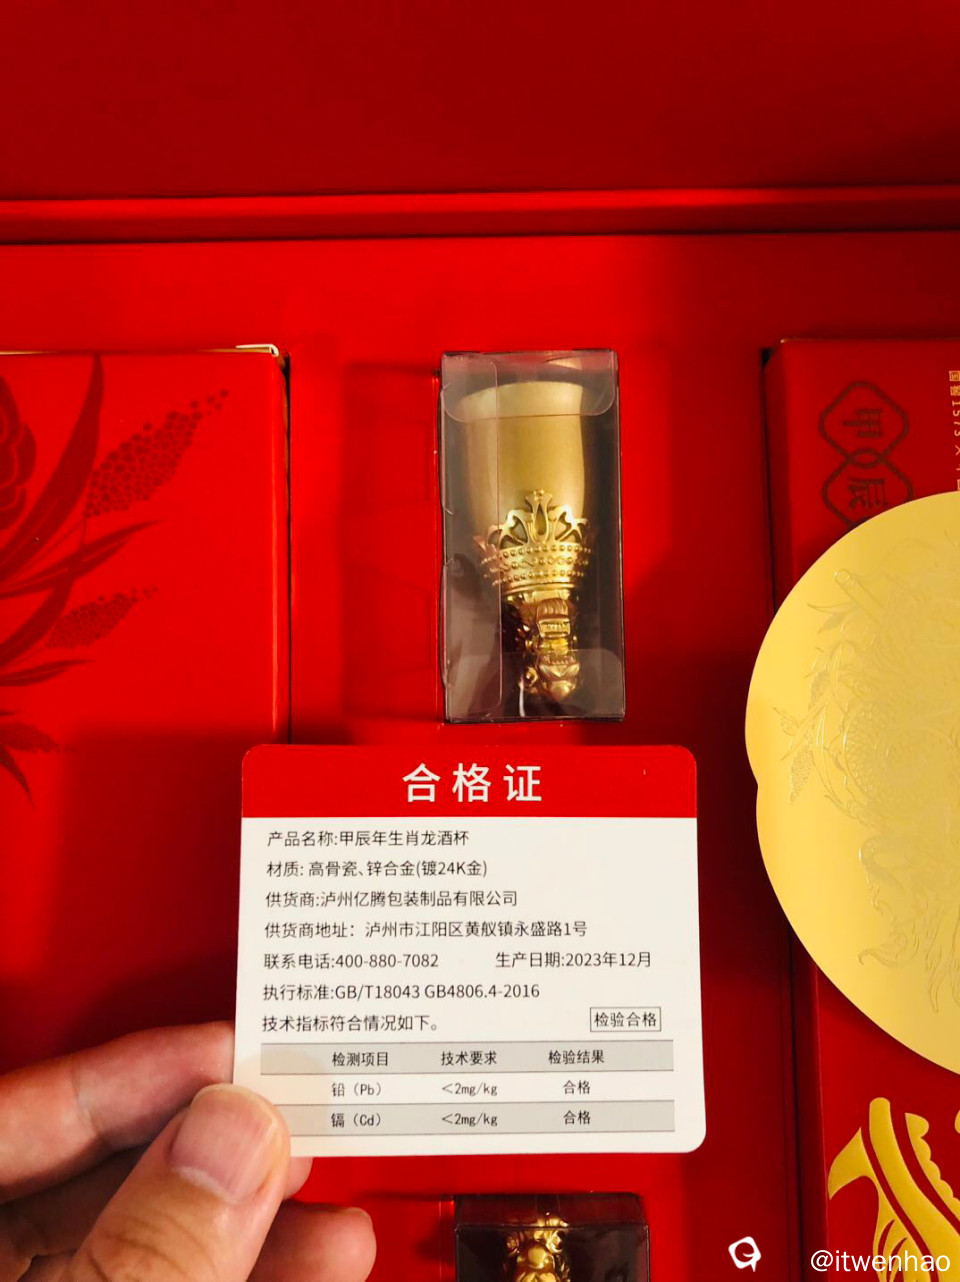 国窖1573 ×
甲辰
合格证
产品名称:甲辰年生肖龙酒杯
材质: 高骨瓷、锌合金(镀24K金)
供货商:泸州亿腾包装制品有限公司
供货商地址: 泸州市江阳区黄舣镇永盛路1号
联系电话:400-880-7082 生产日期:2023年12月
执行标准:GB/T18043 GB4806.4-2016
技术指标符合情况如下。 检验合格
检测项目 技术要求 检验结果
铅（Pb） <2mg/kg 合格
镉（Cd） <2mg/kg 合格
@itwenhao